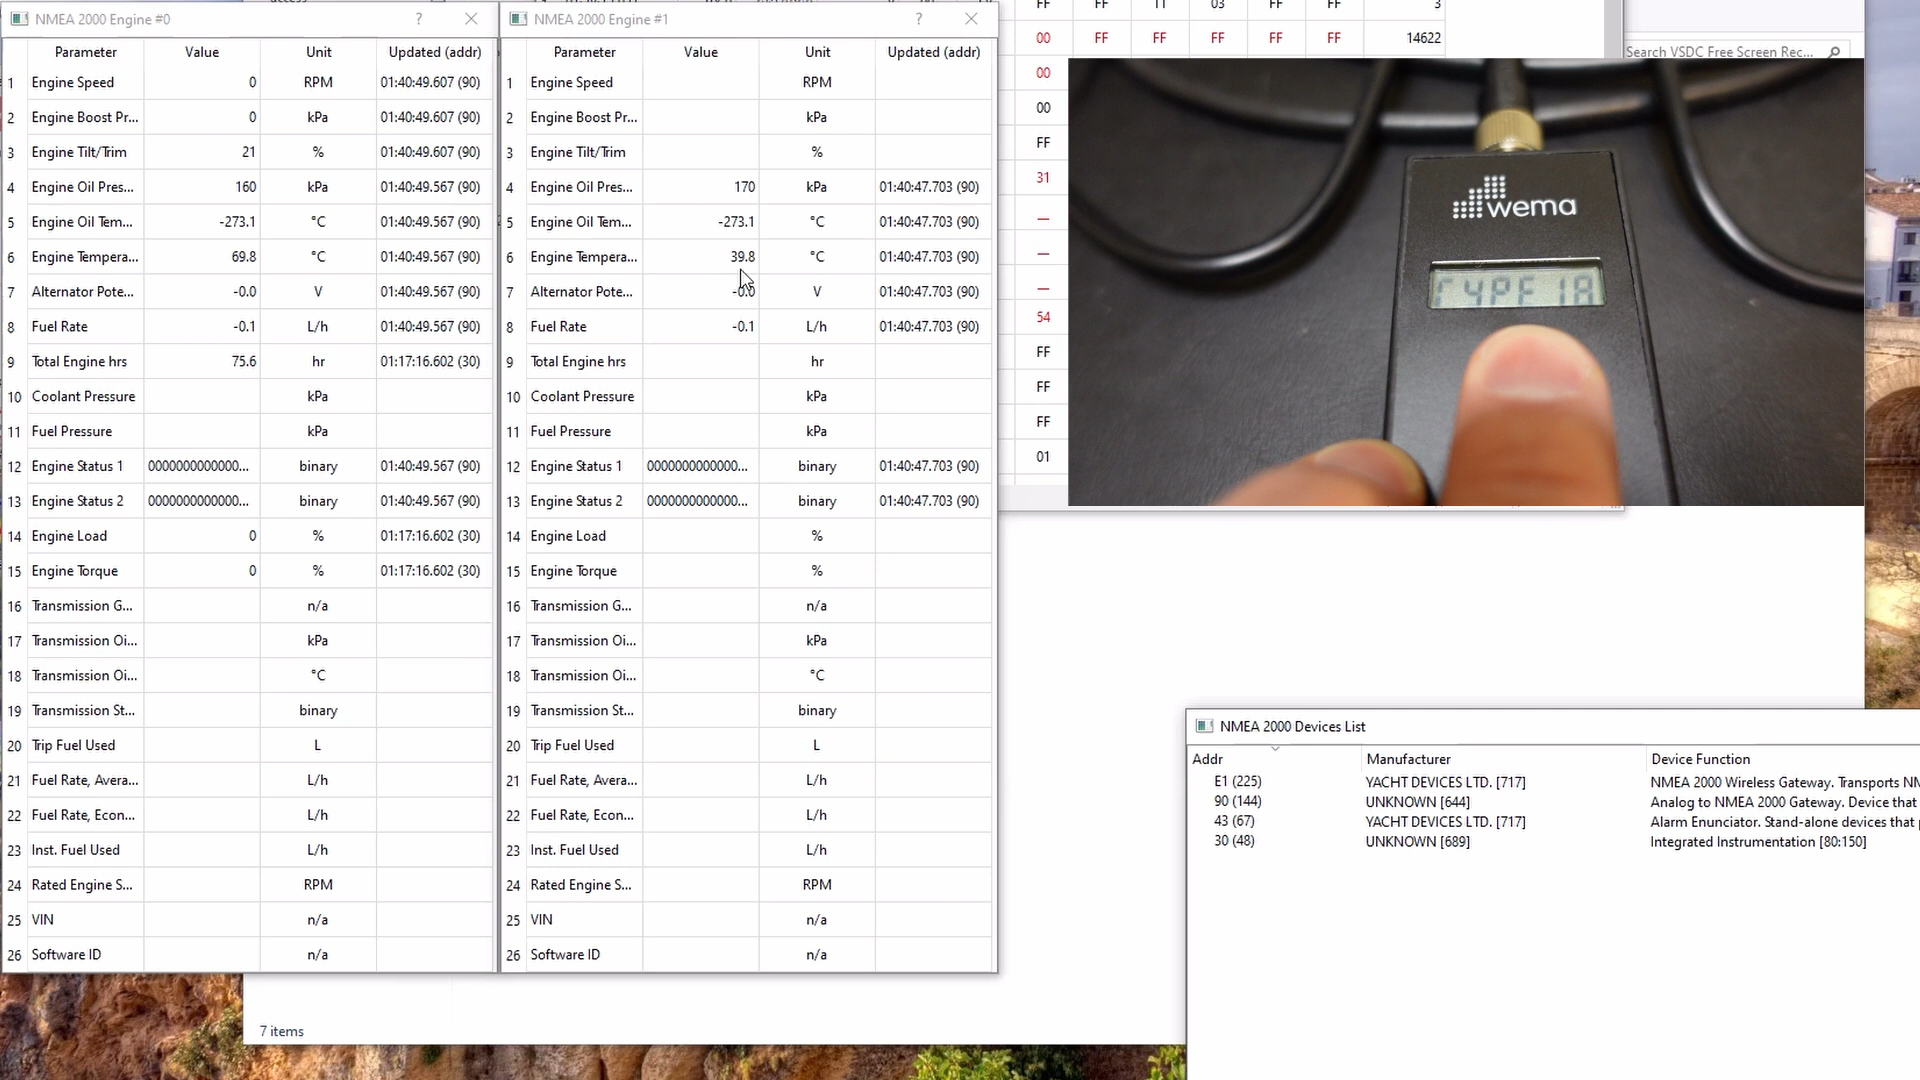 NMEA 2000 Engine #0 ?
Parameter Value Unit Updated (addr)
1 Engine Speed 0 RPM 01:40:49.607 (90)
2 Engine Boost Pr... 0 kPa 01:40:49.607 (90)
3 Engine Tilt/Trim 21 % 01:40:49.607 (90)
4 Engine Oil Pres... 160 kPa 01:40:49.567 (90)
5 Engine Oil Tem... -273.1 °C 01:40:49.567 (90)
6 Engine Tempera... 69.8 °C 01:40:49.567 (90)
7 Alternator Pote... -0.0 V 01:40:49.567 (90)
8 Fuel Rate -0.1 L/h 01:40:49.567 (90)
9 Total Engine hrs 75.6 hr 01:17:16.602 (30)
10 Coolant Pressure kPa
11 Fuel Pressure kPa
12 Engine Status 1 0000000000000... binary 01:40:49.567 (90)
13 Engine Status 2 0000000000000... binary 01:40:49.567 (90)
14 Engine Load 0 % 01:17:16.602 (30)
15 Engine Torque 0 % 01:17:16.602 (30)
16 Transmission G... n/a
17 Transmission Oi... kPa
18 Transmission Oi... °C
19 Transmission St... binary
20 Trip Fuel Used L
21 Fuel Rate, Avera... L/h
22 Fuel Rate, Econ... L/h
23 Inst. Fuel Used L/h
24 Rated Engine S... RPM
25 VIN n/a
26 Software ID n/a
NMEA 2000 Engine #1 ?
Parameter Value Unit Updated (addr)
1 Engine Speed RPM
2 Engine Boost Pr... kPa
3 Engine Tilt/Trim %
4 Engine Oil Pres... 170 kPa 01:40:47.703 (90)
5 Engine Oil Tem... -273.1 °C 01:40:47.703 (90)
6 Engine Tempera... 39.8 °C 01:40:47.703 (90)
7 Alternator Pote... -0.0 V 01:40:47.703 (90)
8 Fuel Rate -0.1 L/h 01:40:47.703 (90)
9 Total Engine hrs hr
10 Coolant Pressure kPa
11 Fuel Pressure kPa
12 Engine Status 1 0000000000000... binary 01:40:47.703 (90)
13 Engine Status 2 0000000000000... binary 01:40:47.703 (90)
14 Engine Load %
15 Engine Torque %
16 Transmission G... n/a
17 Transmission Oi... kPa
18 Transmission Oi... °C
19 Transmission St... binary
20 Trip Fuel Used L
21 Fuel Rate, Avera... L/h
22 Fuel Rate, Econ... L/h
23 Inst. Fuel Used L/h
24 Rated Engine S... RPM
25 VIN n/a
26 Software ID n/a
FF FF 11 03 FF FF 3
00 FF FF FF FF FF 14622
00
00
FF
31
—
—
—
54
FF
FF
FF
01
Search VSDC Free Screen Rec...
wema
TYPE 1A
NMEA 2000 Devices List
Addr Manufacturer Device Function
E1 (225) YACHT DEVICES LTD. [717] NMEA 2000 Wireless Gateway. Transports
90 (144) UNKNOWN [644] Analog to NMEA 2000 Gateway. Device that
43 (67) YACHT DEVICES LTD. [717] Alarm Enunciator. Stand-alone devices that
30 (48) UNKNOWN [689] Integrated Instrumentation [80:150]
7 items